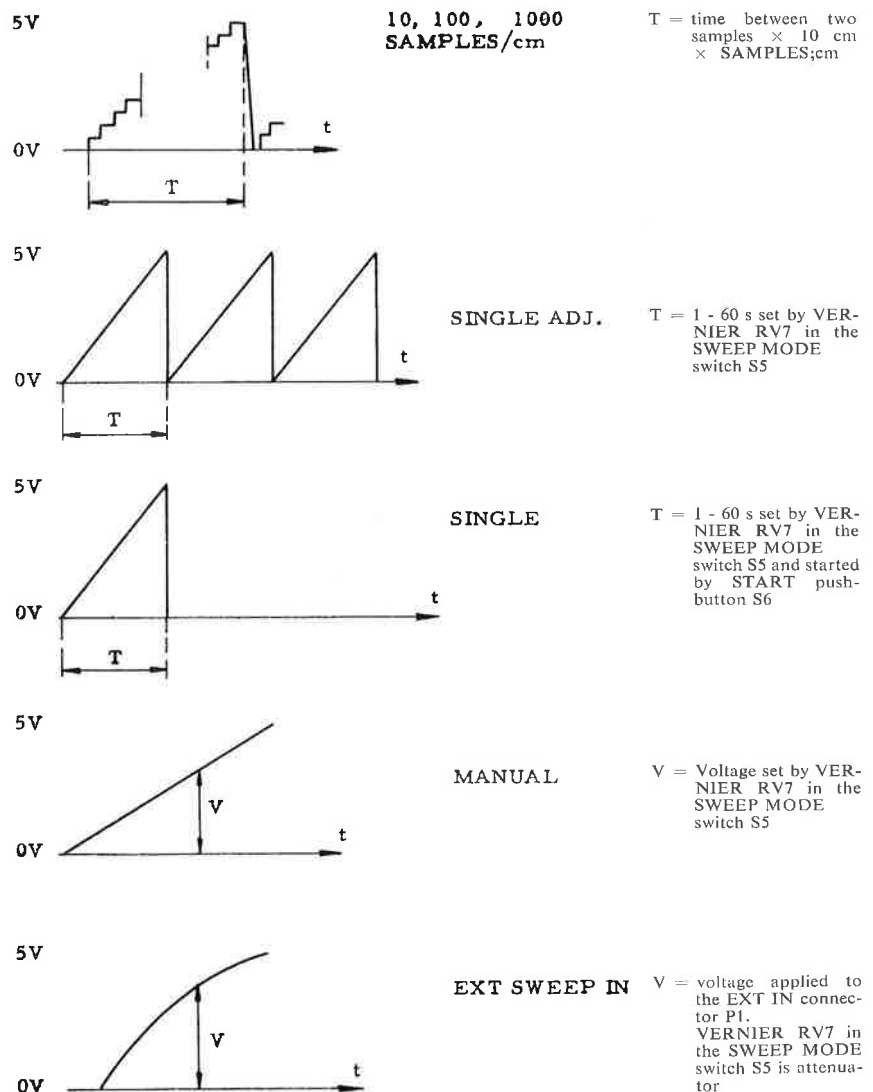 5V
10, 100, 1000
SAMPLES/cm
T = time between two
samples × 10 cm
× SAMPLES;cm
t
0V
T
5V
SINGLE ADJ.
T = 1 - 60 s set by VER-
NIER RV7 in the
SWEEP MODE
switch S5
t
0V
T
5V
SINGLE
T = 1 - 60 s set by VER-
NIER RV7 in the
SWEEP MODE
switch S5 and started
by START push-
button S6
t
0V
T
5V
MANUAL
V = Voltage set by VER-
NIER RV7 in the
SWEEP MODE
switch S5
V
t
0V
5V
EXT SWEEP IN
V = voltage applied to
the EXT IN connec-
tor P1.
VERNIER RV7 in
the SWEEP MODE
switch S5 is attenua-
tor
V
t
0V